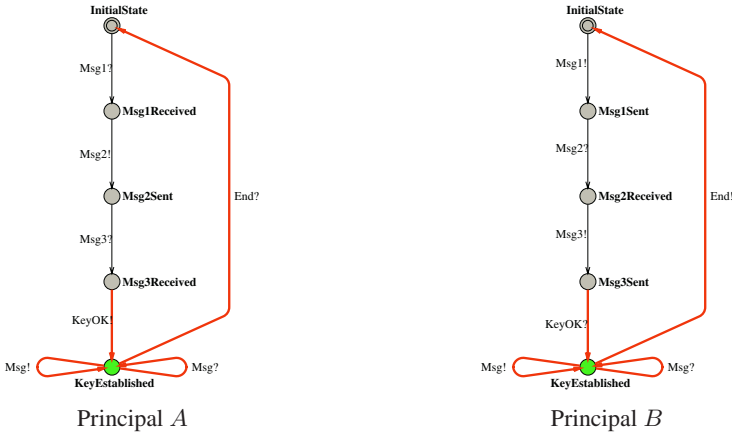 InitialState
Msg1?
Msg1Received
Msg2!
Msg2Sent
End?
Msg3?
Msg3Received
KeyOK!
Msg!
Msg?
KeyEstablished
Principal A
InitialState
Msg1!
Msg1Sent
Msg2?
Msg2Received
End!
Msg3!
Msg3Sent
KeyOK?
Msg!
Msg?
KeyEstablished
Principal B